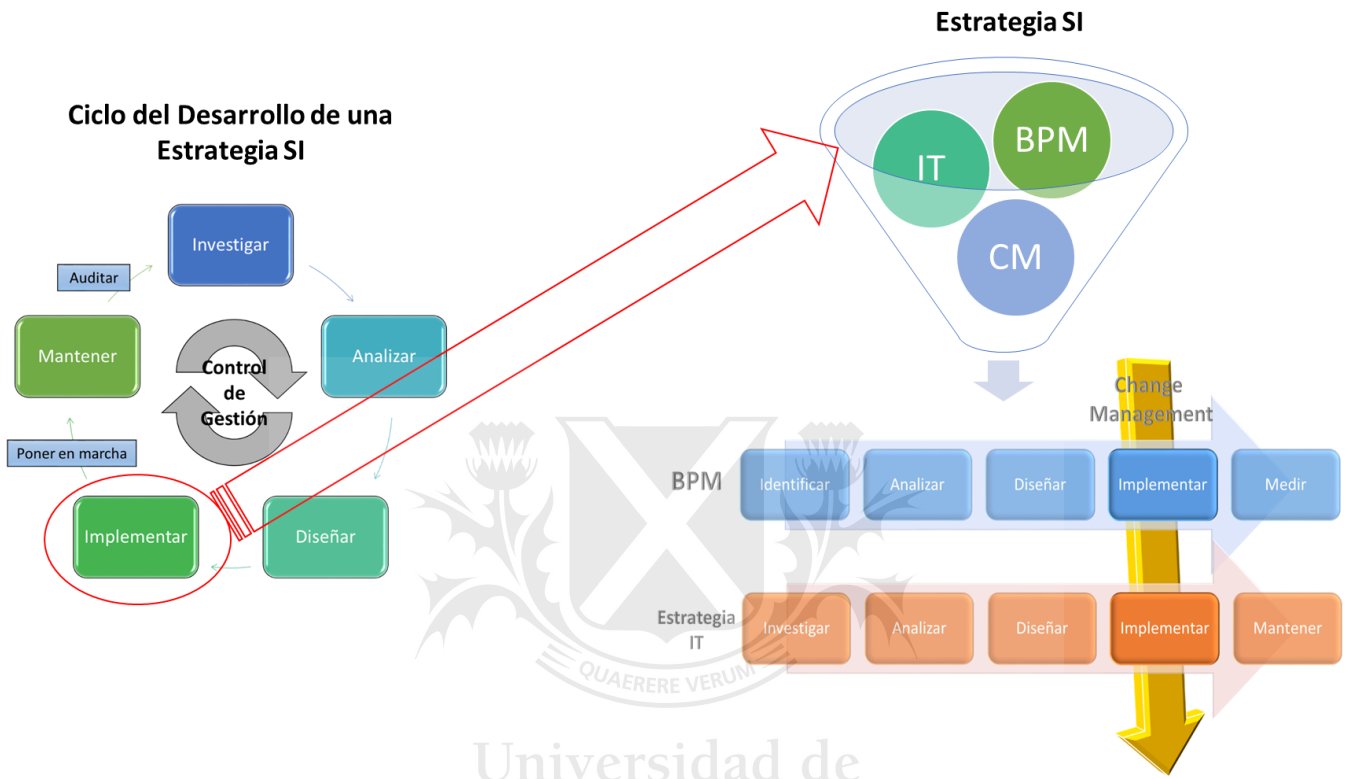 Estrategia SI
Ciclo del Desarrollo de una
Estrategia SI
Investigar
Auditar
Mantener
Analizar
Control
de
Gestión
Poner en marcha
Implementar
Diseñar
IT
BPM
CM
Change
Management
BPM
Identificar
Analizar
Diseñar
Implementar
Medir
Estrategia
IT
Investigar
Analizar
Diseñar
Implementar
Mantener
QUAERERE VERUM
Universidad de